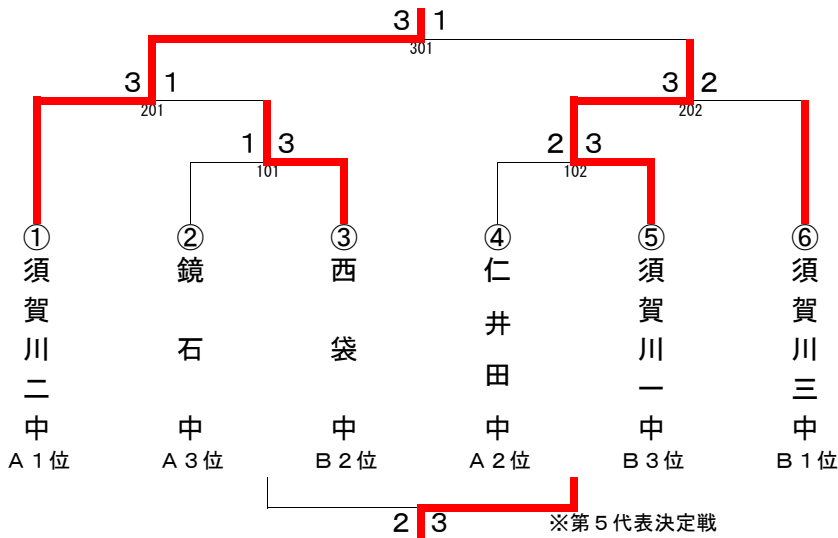 3 1
301
3 1
201
3 2
202
1 3
101
2 3
102
① 須賀川二中 A1位
② 鏡石中 A3位
③ 西袋中 B2位
④ 仁井田中 A2位
⑤ 須賀川一中 B3位
⑥ 須賀川三中 B1位
2 3
※第5代表決定戦